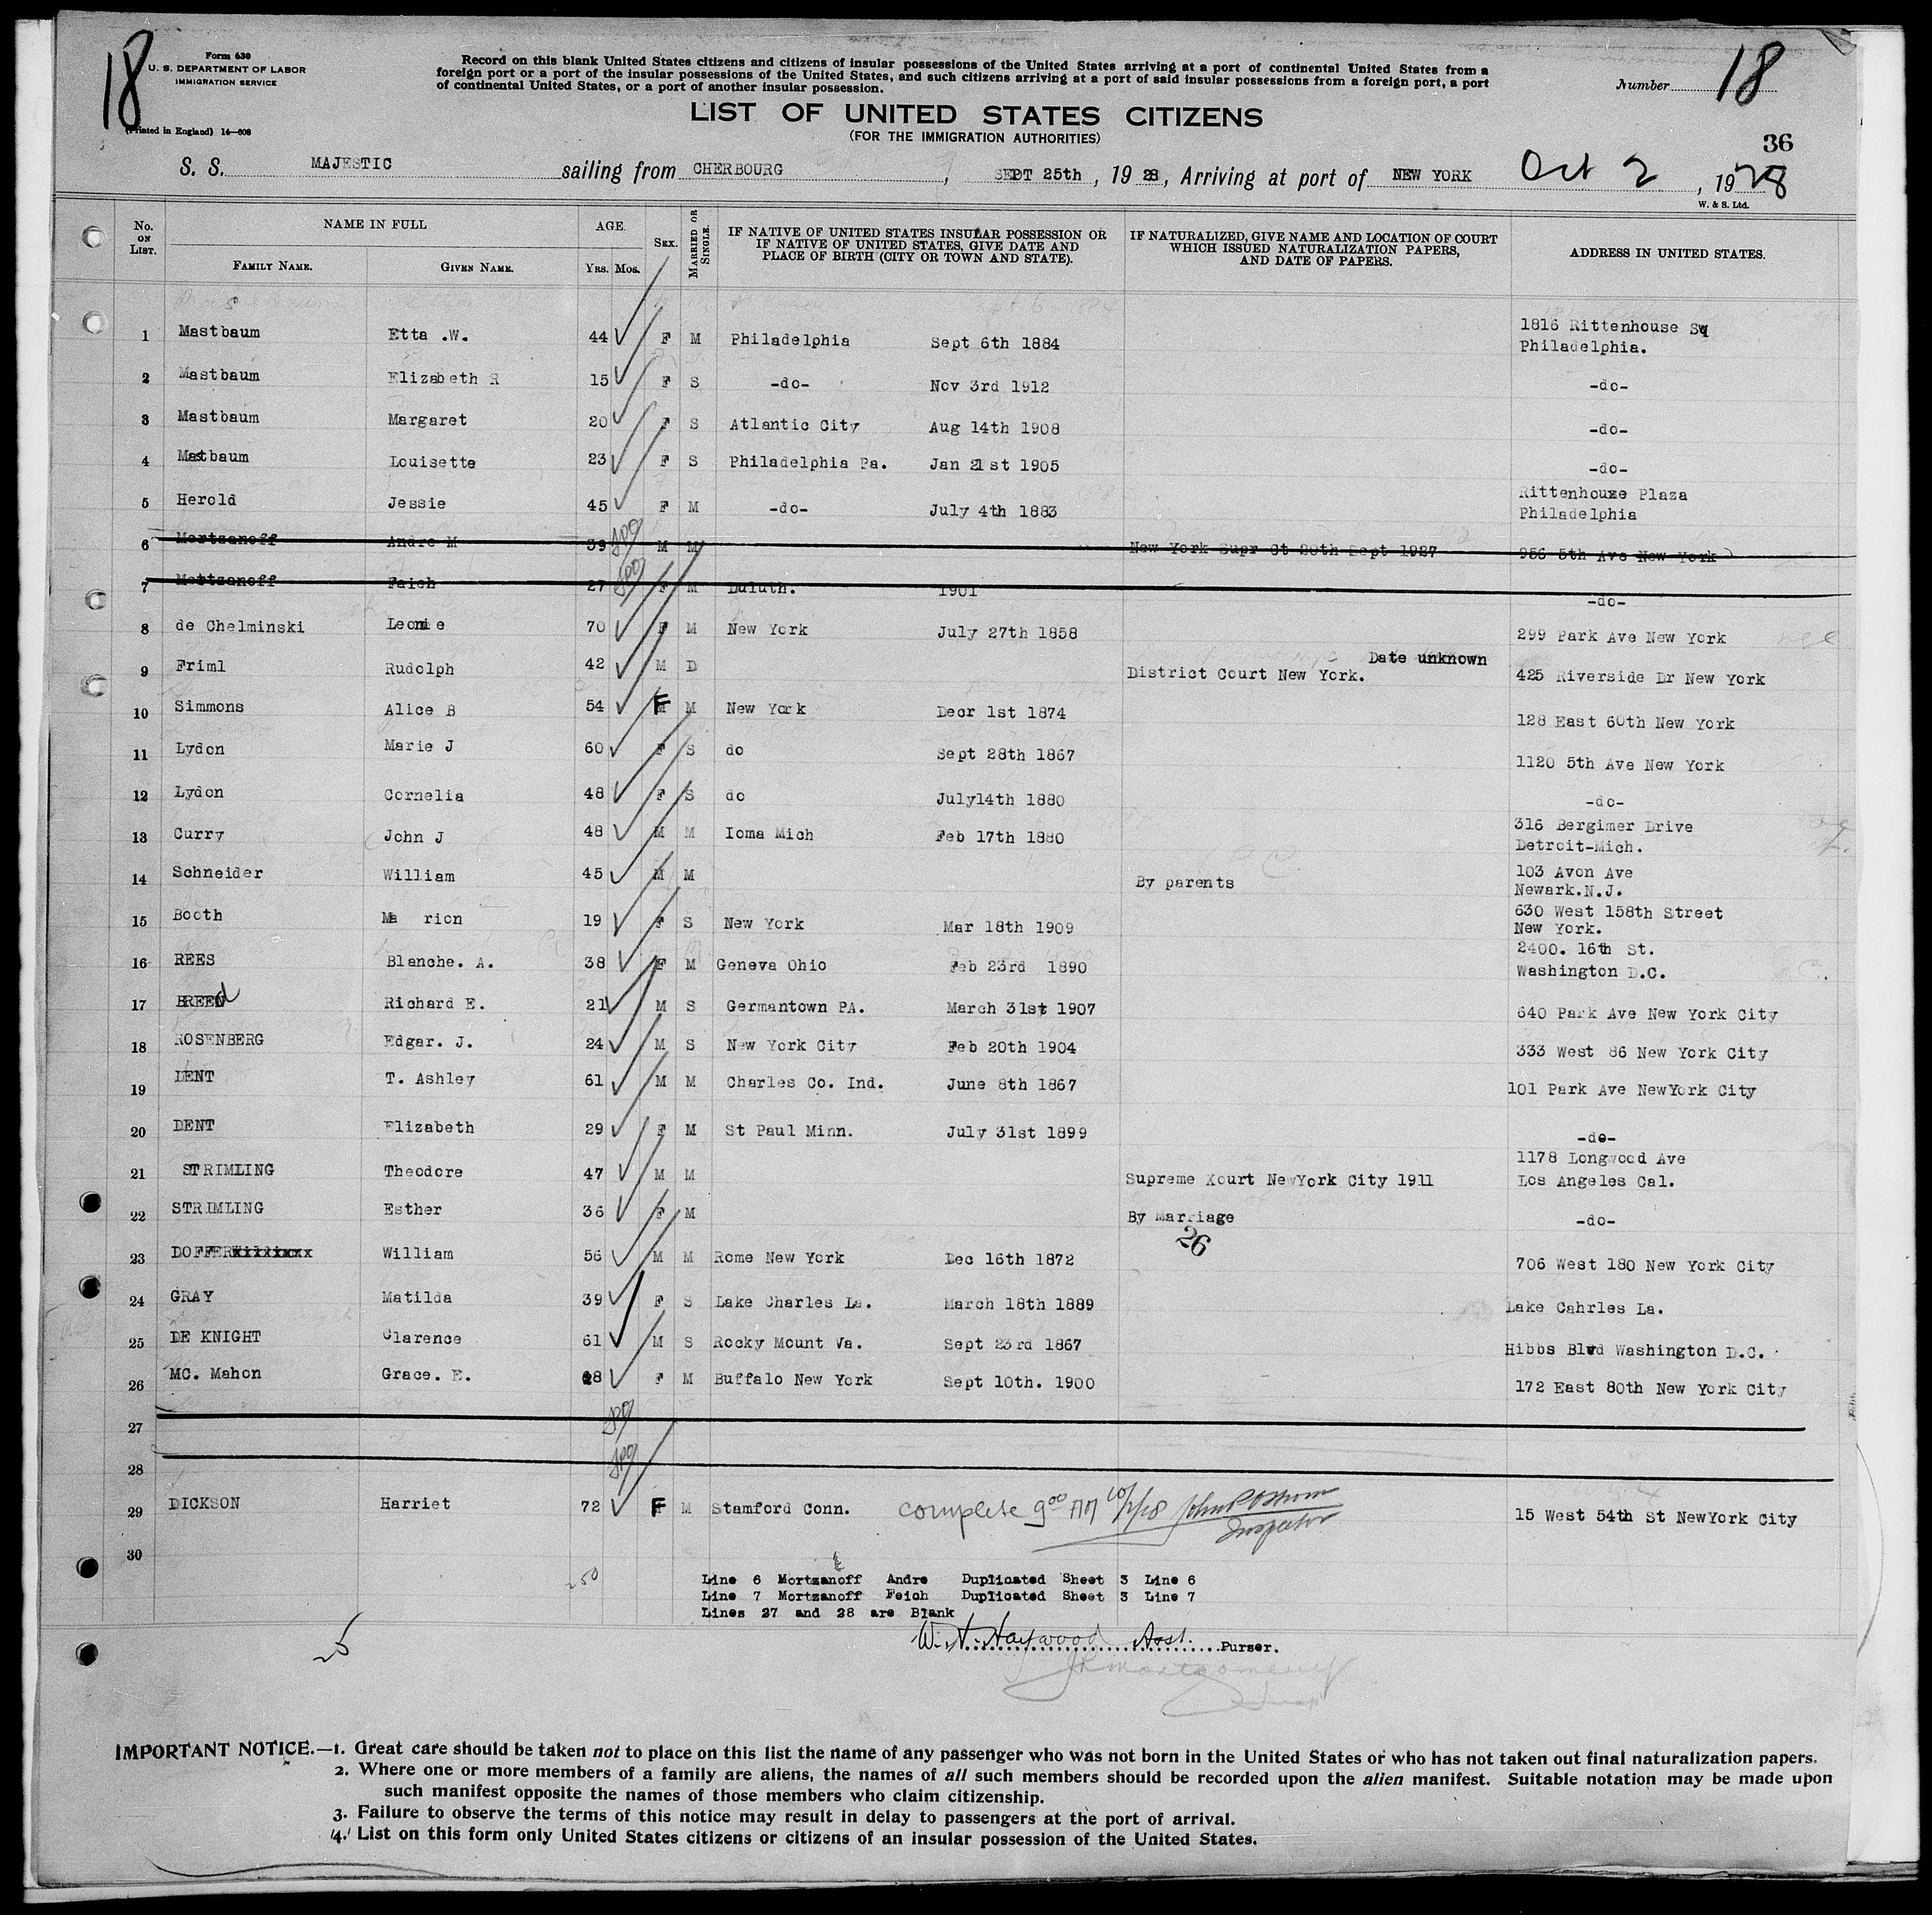 18
Form 630
U. S. DEPARTMENT OF LABOR
IMMIGRATION SERVICE
(Printed in England) 14—608
Record on this blank United States citizens and citizens of insular possessions of the United States arriving at a port of continental United States from a
foreign port or a port of the insular possessions of the United States, and such citizens arriving at a port of said insular possessions from a foreign port, a port
of continental United States, or a port of another insular possession.
Number 18
LIST OF UNITED STATES CITIZENS
(FOR THE IMMIGRATION AUTHORITIES)
36
S. S. MAJESTIC sailing from CHERBOURG, SEPT 25th, 1928, Arriving at port of NEW YORK Oct 2, 1928
W. & S. Ltd.
No. ON LIST. NAME IN FULL AGE. SEX. MARRIED OR SINGLE. IF NATIVE OF UNITED STATES INSULAR POSSESSION OR IF NATIVE OF UNITED STATES, GIVE DATE AND PLACE OF BIRTH (CITY OR TOWN AND STATE). IF NATURALIZED, GIVE NAME AND LOCATION OF COURT WHICH ISSUED NATURALIZATION PAPERS, AND DATE OF PAPERS. ADDRESS IN UNITED STATES.
FAMILY NAME. GIVEN NAME. YRS. MOS.
1 Mastbaum Etta .W. 44 F M Philadelphia Sept 6th 1884 1816 Rittenhouse Sq Philadelphia.
2 Mastbaum Elizabeth R 15 F S -do- Nov 3rd 1912 -do-
3 Mastbaum Margaret 20 F S Atlantic City Aug 14th 1908 -do-
4 Mastbaum Louisette 23 F S Philadelphia Pa. Jan 21st 1905 -do-
5 Herold Jessie 45 F M -do- July 4th 1883 Rittenhouse Plaza Philadelphia
6 Mortzanoff Andre M 39 M M New York Supr Ct 20th Sept 1927 956 5th Ave New York
7 Mortzanoff Faich 27 F M Duluth. 1901 -do-
8 de Chelminski Leonie 70 F M New York July 27th 1858 299 Park Ave New York
9 Friml Rudolph 42 M D District Court New York. Date unknown 425 Riverside Dr New York
10 Simmons Alice B 54 F M New York Decr 1st 1874 128 East 60th New York
11 Lydon Marie J 60 F S do Sept 28th 1867 1120 5th Ave New York
12 Lydon Cornelia 48 F S do July14th 1880 -do-
13 Curry John J 48 M M Ioma Mich Feb 17th 1880 316 Bergimer Drive Detroit-Mich.
14 Schneider William 45 M M By parents 103 Avon Ave Newark.N.J.
15 Booth Ma rion 19 F S New York Mar 18th 1909 630 West 158th Street New York.
16 REES Blanche. A. 38 F M Geneva Ohio Feb 23rd 1890 2400. 16th St. Washington D.C.
17 BREED Richard E. 21 M S Germantown PA. March 31st 1907 640 Park Ave New York City
18 ROSENBERG Edgar. J. 24 M S New York City Feb 20th 1904 333 West 86 New York City
19 DENT T. Ashley 61 M M Charles Co. Ind. June 8th 1867 101 Park Ave NewYork City
20 DENT Elizabeth 29 F M St Paul Minn. July 31st 1899 -do-
21 STRIMLING Theodore 47 M M Supreme Xourt NewYork City 1911 1178 Longwood Ave Los Angeles Cal.
22 STRIMLING Esther 36 F M By Marriage -do-
26
23 DOFFER William 56 M M Rome New York Dec 16th 1872 706 West 180 New York City
24 GRAY Matilda 39 F S Lake Charles La. March 18th 1889 Lake Cahrles La.
25 DE KNIGHT Clarence 61 M S Rocky Mount Va. Sept 23rd 1867 Hibbs Blvd Washington D.C.
26 MC. Mahon Grace. E. 28 F M Buffalo New York Sept 10th. 1900 172 East 80th New York City
27
28
29 DICKSON Harriet 72 F M Stamford Conn. complete 9 00 AM 10/2/28 Inspector 15 West 54th St NewYork City
30
250
Line 6 Mortzanoff Andre Duplicated Sheet 3 Line 6
Line 7 Mortzanoff Feich Duplicated Sheet 3 Line 7
Lines 27 and 28 are Blank
W. H. Haywood Asst. Purser.
25
IMPORTANT NOTICE.—1. Great care should be taken not to place on this list the name of any passenger who was not born in the United States or who has not taken out final naturalization papers.
2. Where one or more members of a family are aliens, the names of all such members should be recorded upon the alien manifest. Suitable notation may be made upon
such manifest opposite the names of those members who claim citizenship.
3. Failure to observe the terms of this notice may result in delay to passengers at the port of arrival.
4. List on this form only United States citizens or citizens of an insular possession of the United States.